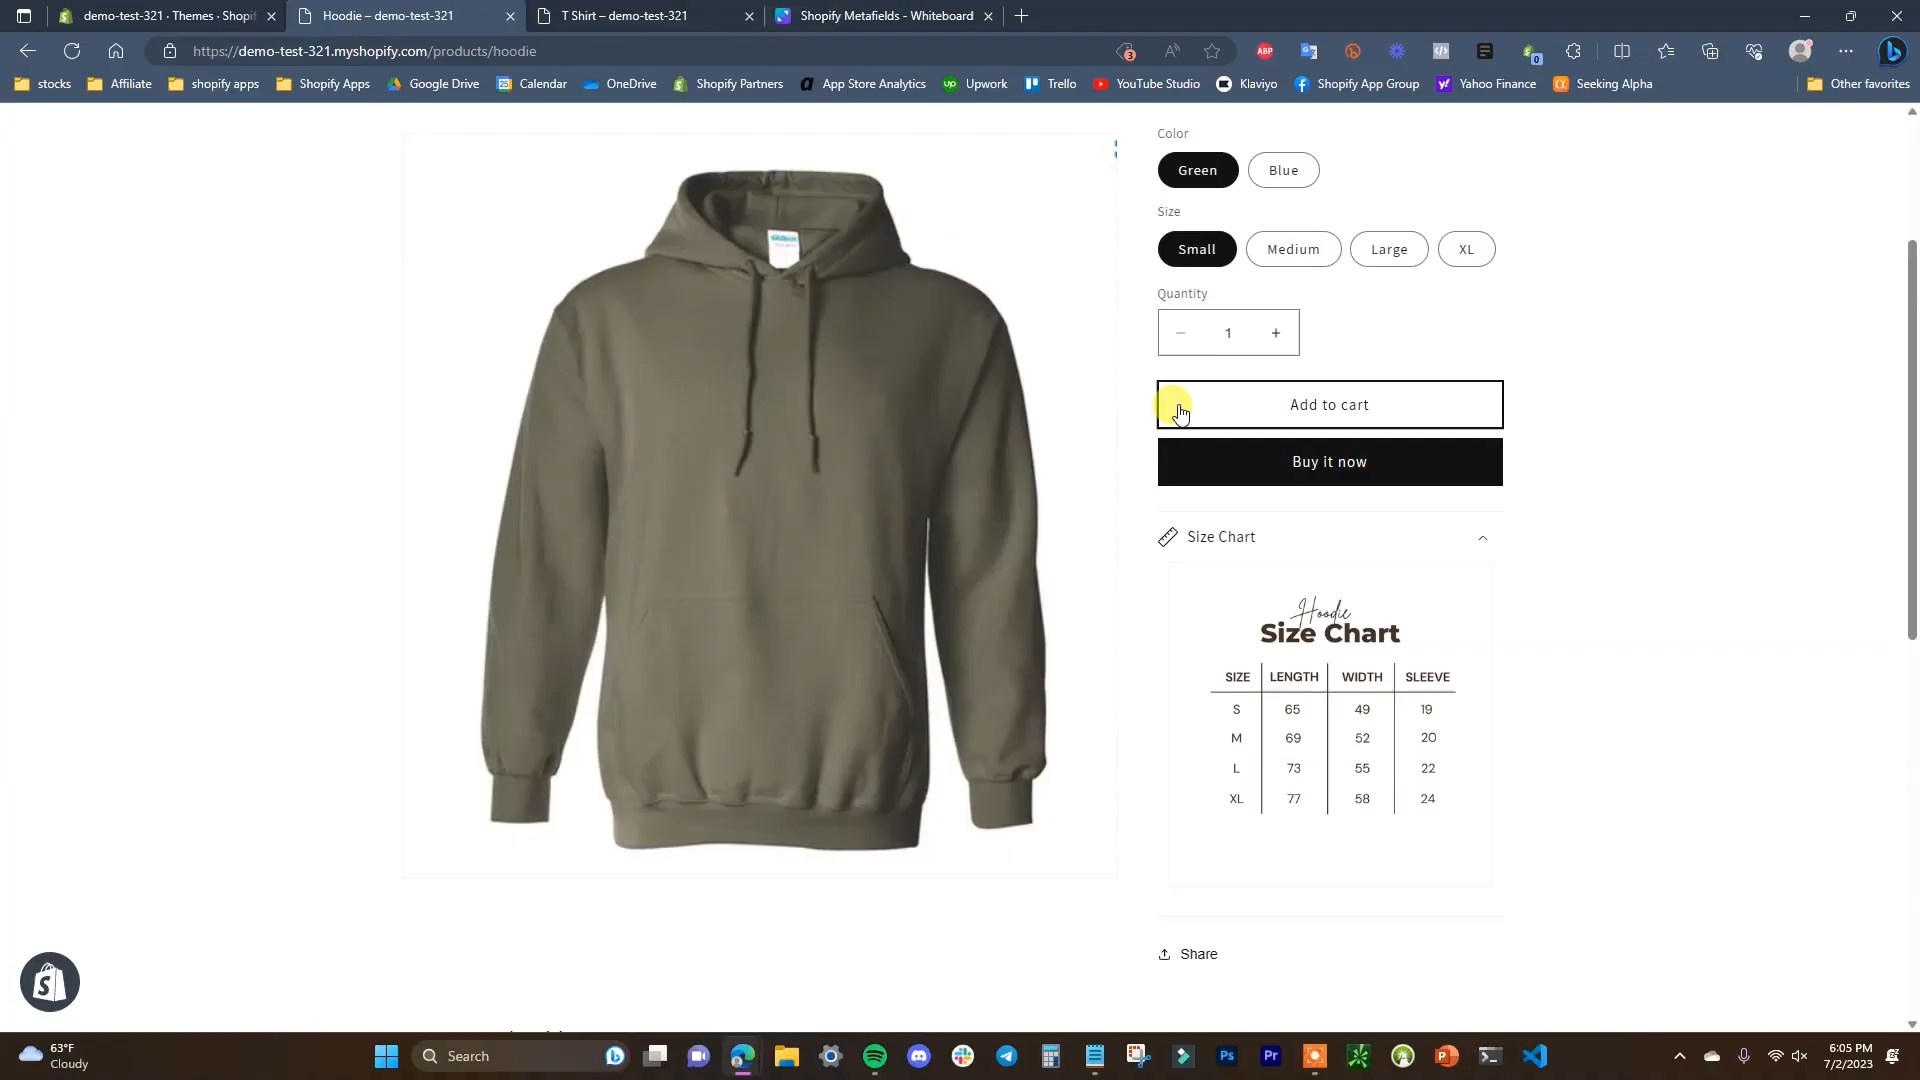 demo-test-321 · Themes · Shopif
Hoodie – demo-test-321
T Shirt – demo-test-321
Shopify Metafields - Whiteboard
https://demo-test-321.myshopify.com/products/hoodie
3
ABP
0
stocks
Affiliate
shopify apps
Shopify Apps
Google Drive
Calendar
OneDrive
Shopify Partners
App Store Analytics
Upwork
Trello
YouTube Studio
Klaviyo
Shopify App Group
Yahoo Finance
Seeking Alpha
Other favorites
Color
Green Blue
Size
Small Medium Large XL
Quantity
− 1 +
Add to cart
Buy it now
Size Chart
Hoodie
Size Chart
SIZE LENGTH WIDTH SLEEVE
S 65 49 19
M 69 52 20
L 73 55 22
XL 77 58 24
Share
63°F
Cloudy
Search
Ps
Pr
6:05 PM
7/2/2023